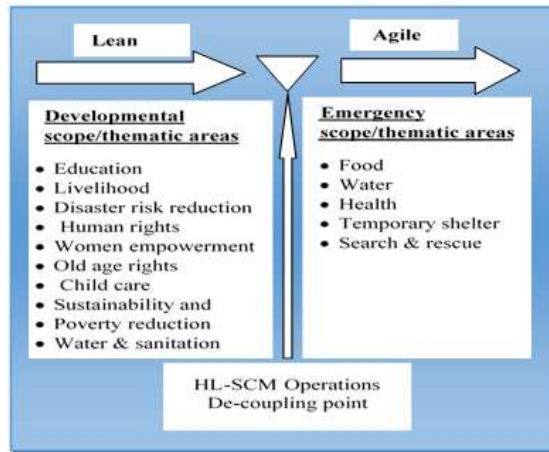 Lean
Agile
Developmental
scope/thematic areas
• Education
• Livelihood
• Disaster risk reduction
• Human rights
• Women empowerment
• Old age rights
• Child care
• Sustainability and
• Poverty reduction
• Water & sanitation
Emergency
scope/thematic areas
• Food
• Water
• Health
• Temporary shelter
• Search & rescue
HL-SCM Operations
De-coupling point